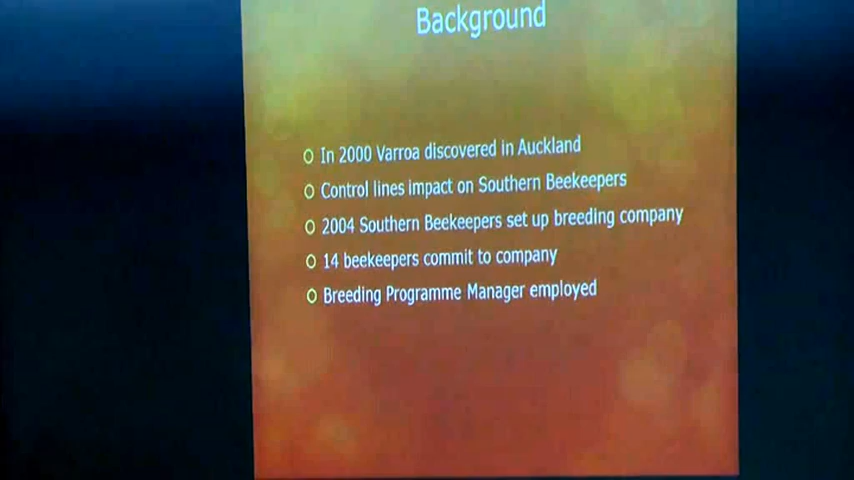 Background
In 2000 Varroa discovered in Auckland
Control lines impact on Southern Beekeepers
2004 Southern Beekeepers set up breeding company
14 beekeepers commit to company
Breeding Programme Manager employed